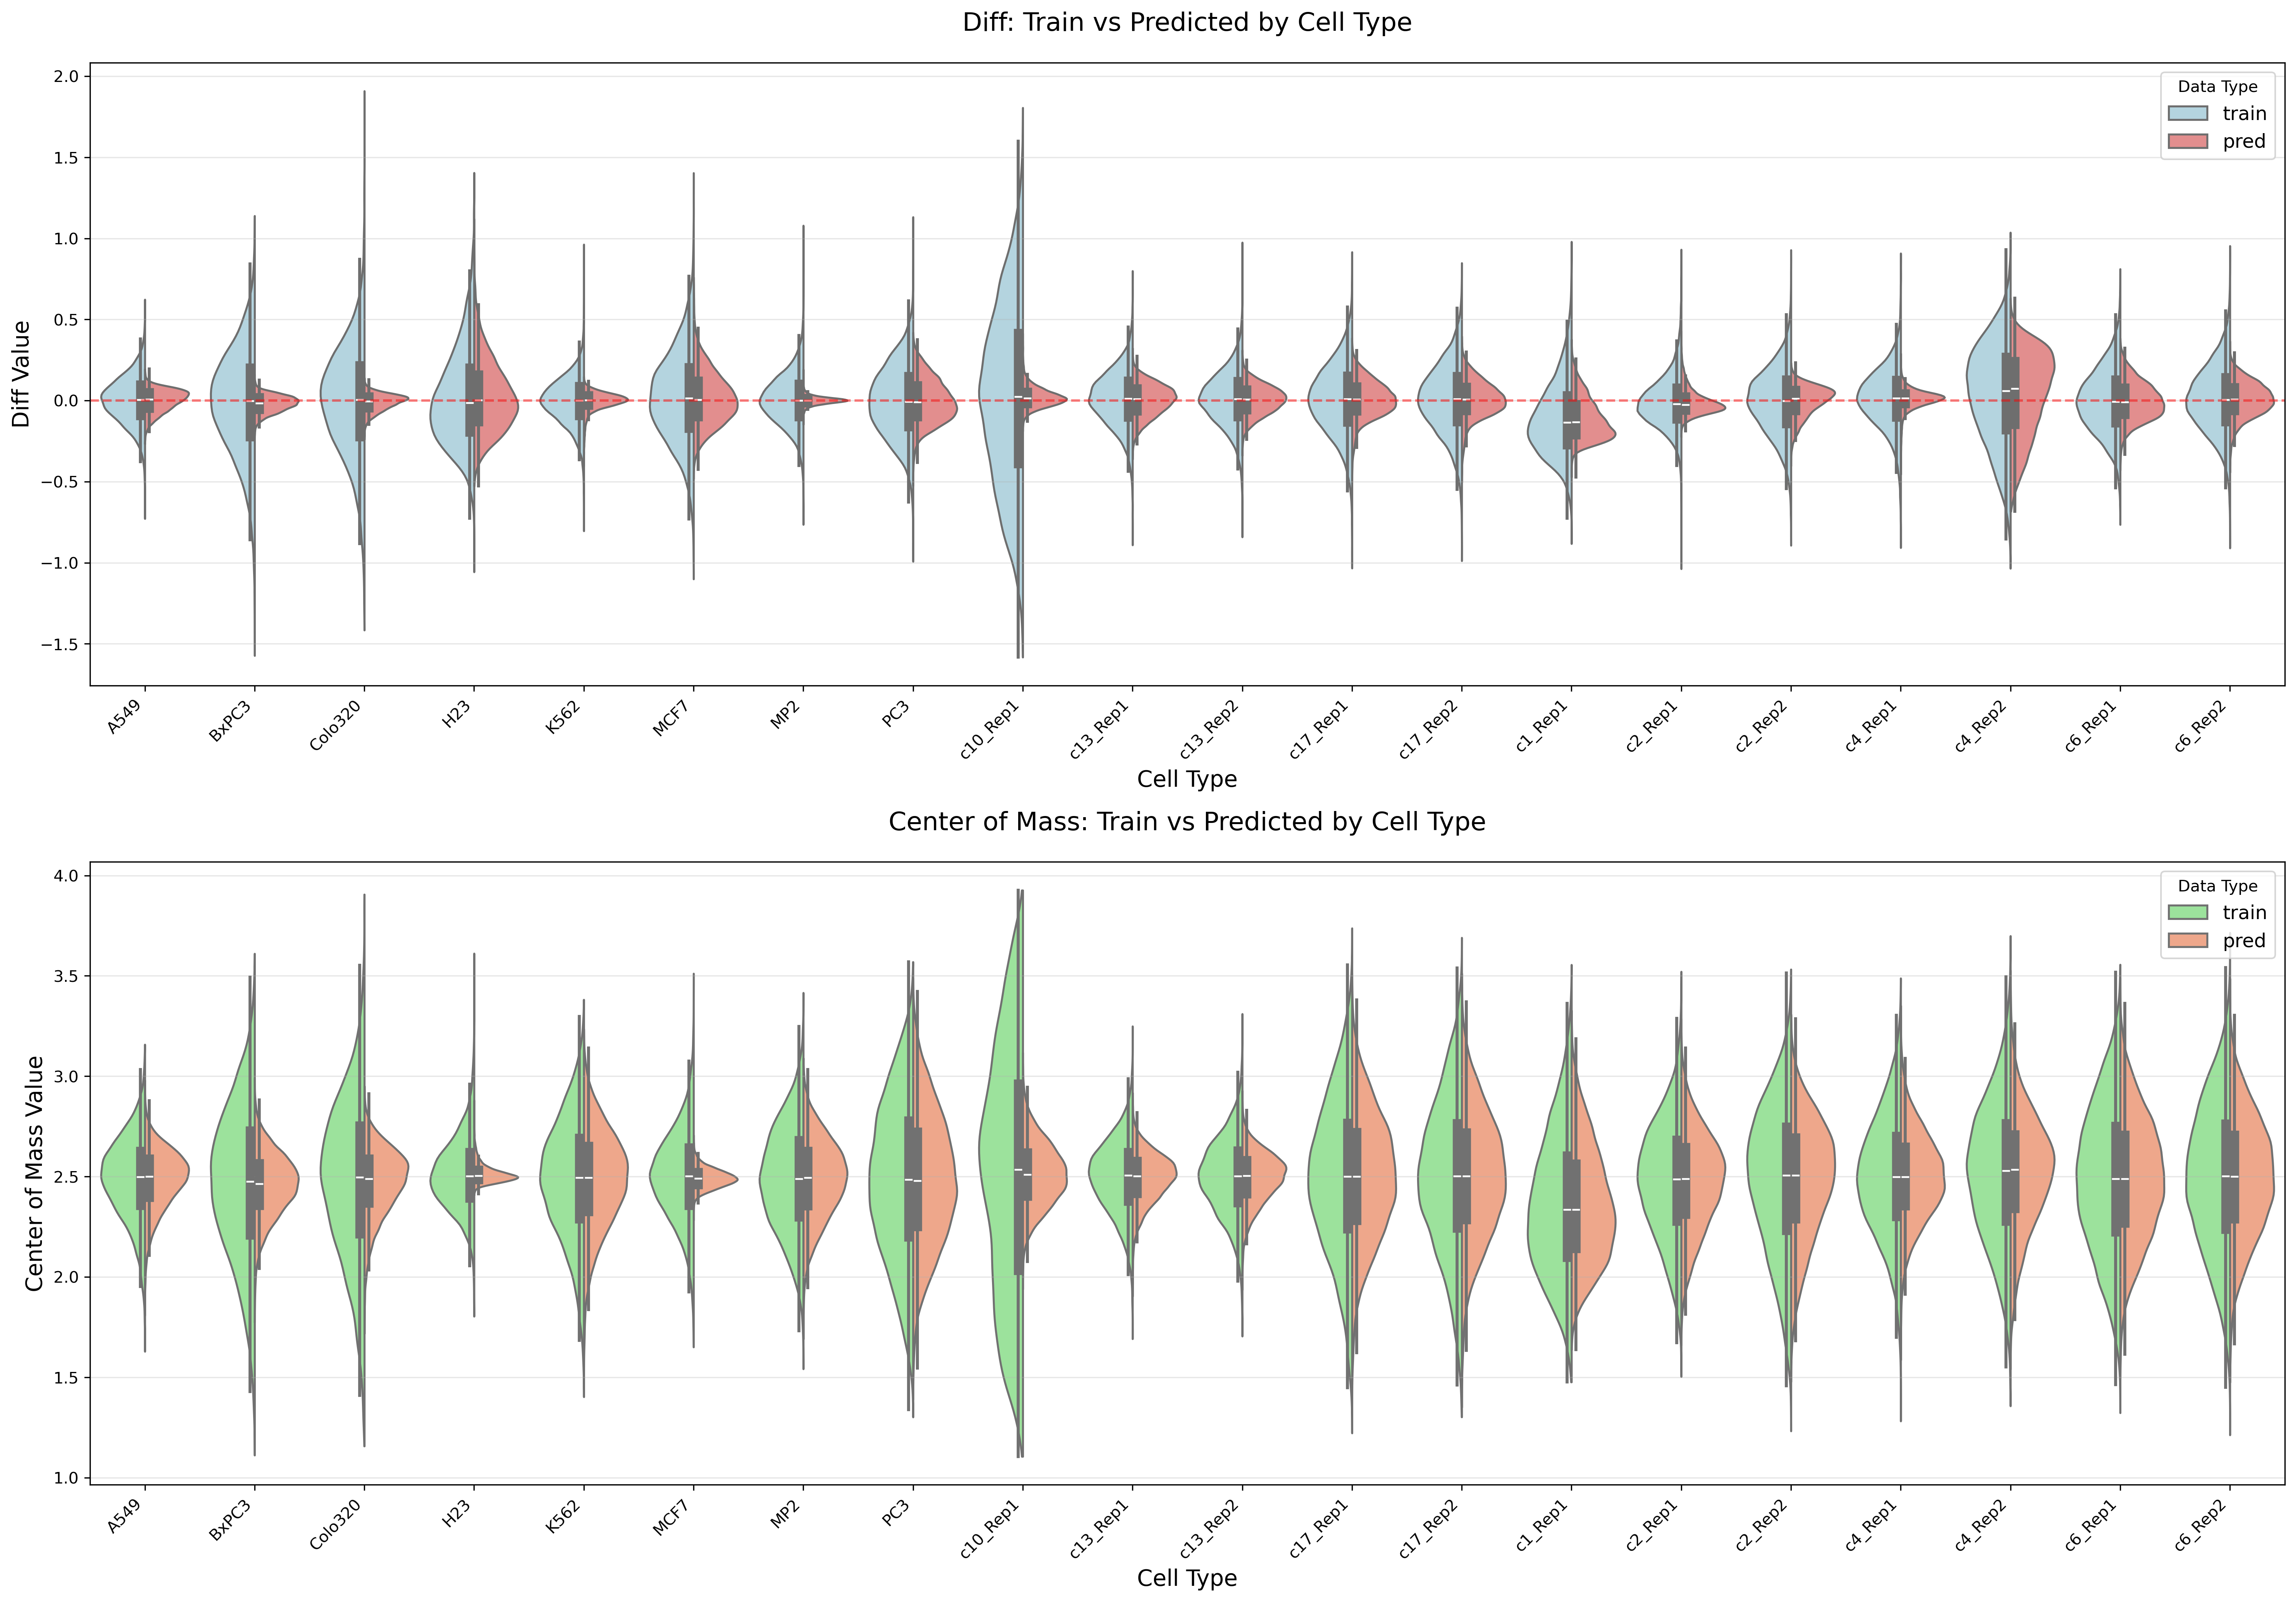 Diff: Train vs Predicted by Cell Type
Data Type
train
pred
Diff Value
2.0
1.5
1.0
0.5
0.0
−0.5
−1.0
−1.5
A549
BxPC3
Colo320
H23
K562
MCF7
MP2
PC3
c10_Rep1
c13_Rep1
c13_Rep2
c17_Rep1
c17_Rep2
c1_Rep1
c2_Rep1
c2_Rep2
c4_Rep1
c4_Rep2
c6_Rep1
c6_Rep2
Cell Type
Center of Mass: Train vs Predicted by Cell Type
Data Type
train
pred
Center of Mass Value
4.0
3.5
3.0
2.5
2.0
1.5
1.0
A549
BxPC3
Colo320
H23
K562
MCF7
MP2
PC3
c10_Rep1
c13_Rep1
c13_Rep2
c17_Rep1
c17_Rep2
c1_Rep1
c2_Rep1
c2_Rep2
c4_Rep1
c4_Rep2
c6_Rep1
c6_Rep2
Cell Type